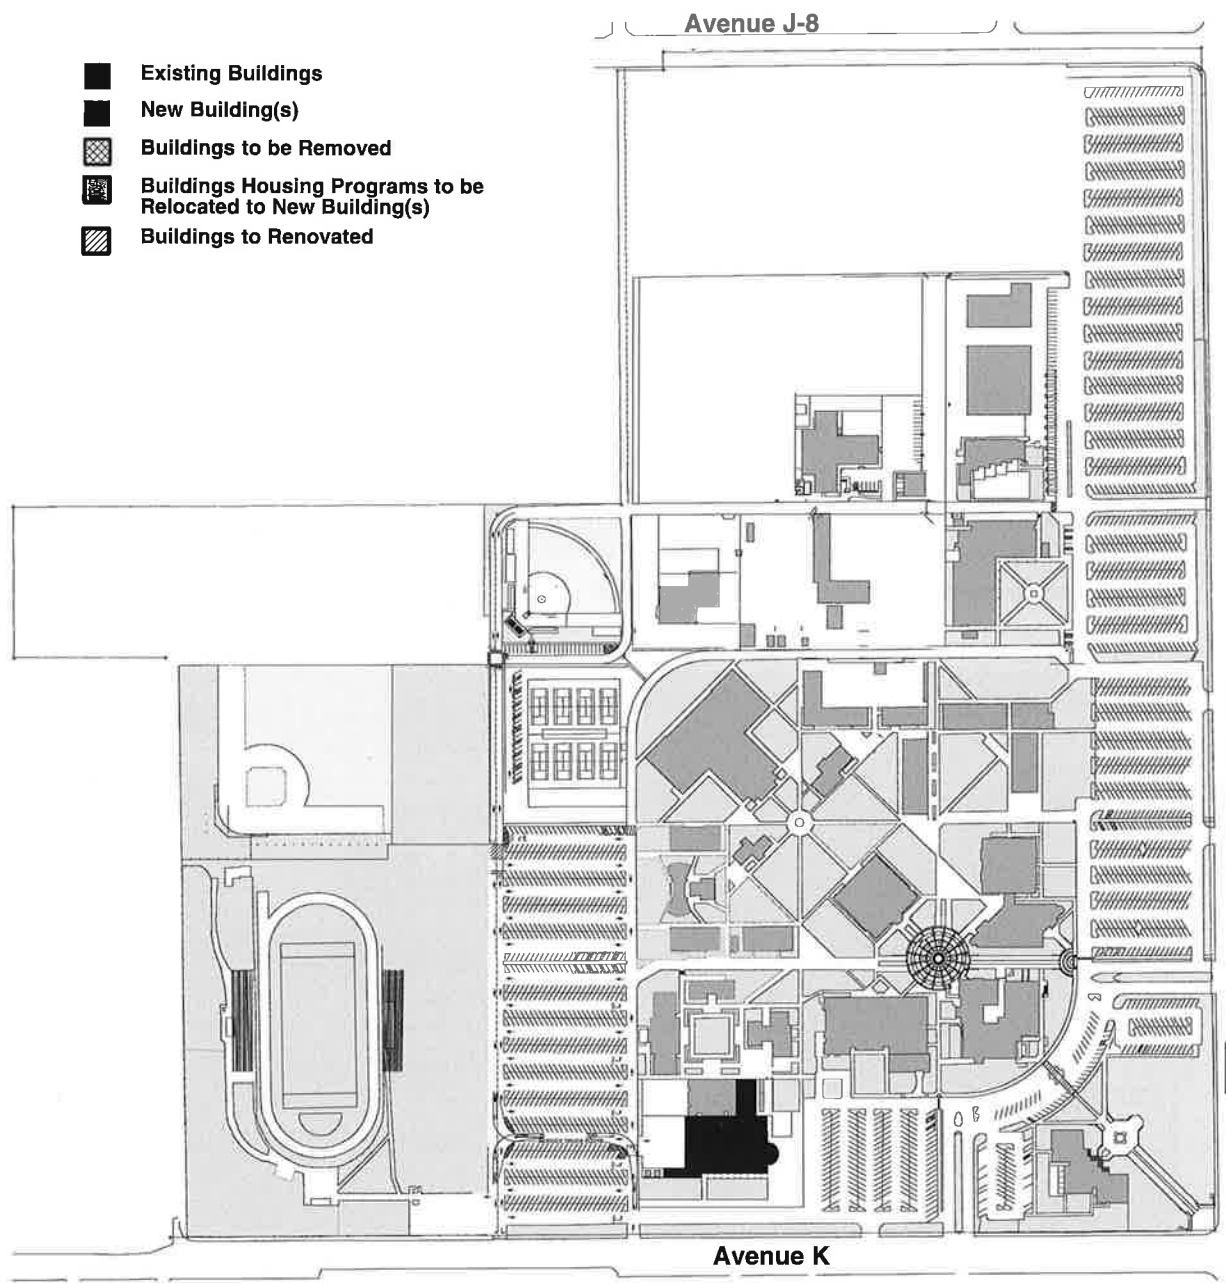 Avenue J-8
Existing Buildings
New Building(s)
Buildings to be Removed
Buildings Housing Programs to be
Relocated to New Building(s)
Buildings to Renovated
Avenue K